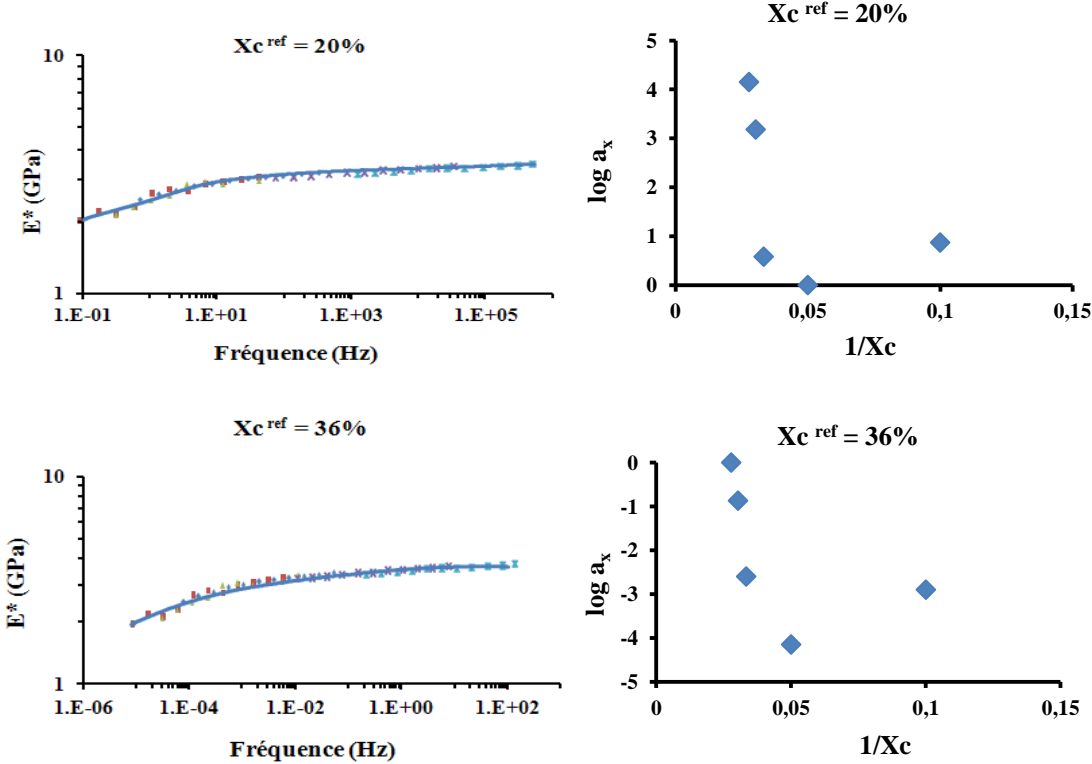 Xc ref = 20%
10
1
E* (GPa)
1.E-01 1.E+01 1.E+03 1.E+05
Fréquence (Hz)
Xc ref = 20%
5
4
3
2
1
0
log ax
0 0,05 0,1 0,15
1/Xc
Xc ref = 36%
10
1
E* (GPa)
1.E-06 1.E-04 1.E-02 1.E+00 1.E+02
Fréquence (Hz)
Xc ref = 36%
0
-1
-2
-3
-4
-5
log ax
0 0,05 0,1 0,15
1/Xc